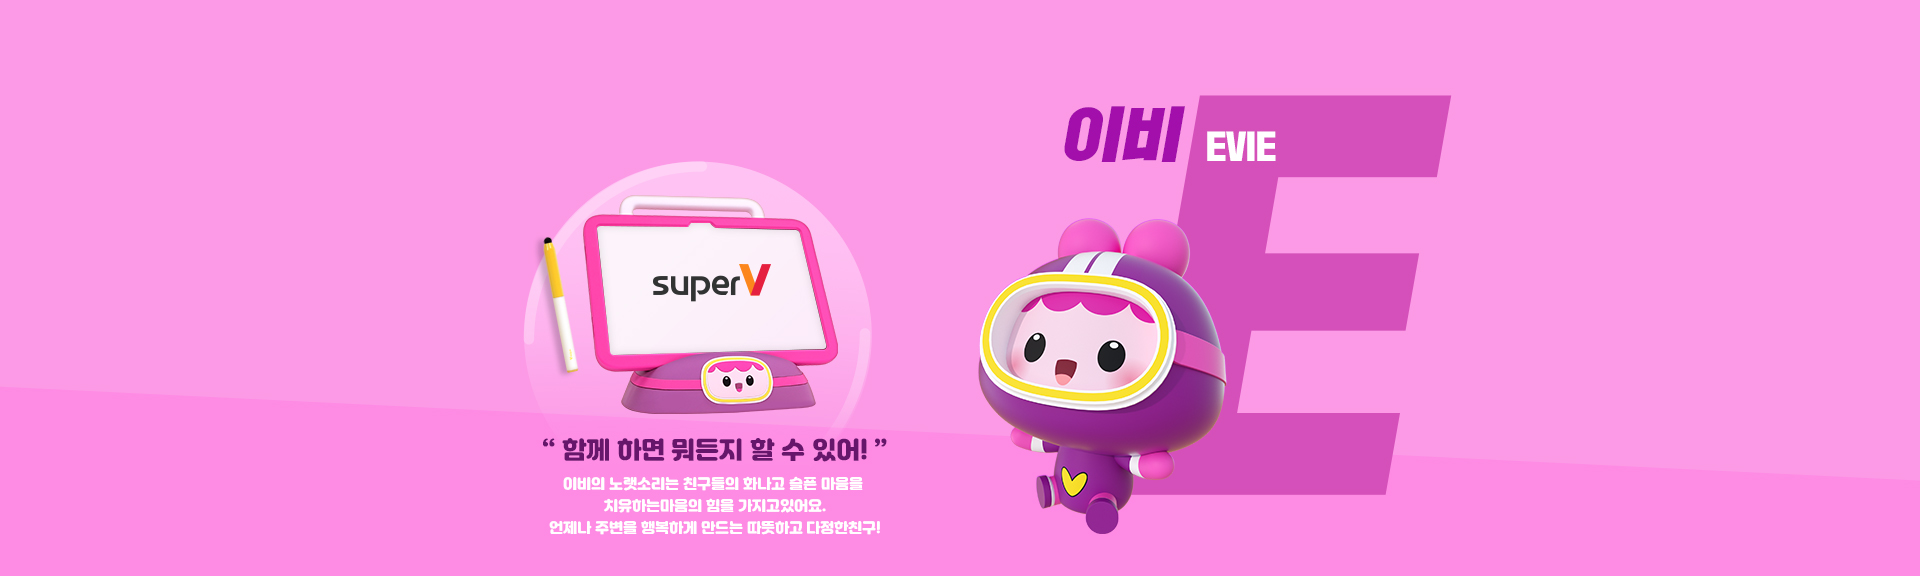 이비
EVIE
E
superV
“ 함께 하면 뭐든지 할 수 있어! ”
이비의 노랫소리는 친구들의 화나고 슬픈 마음을
치유하는마음의 힘을 가지고있어요.
언제나 주변을 행복하게 만드는 따뜻하고 다정한친구!